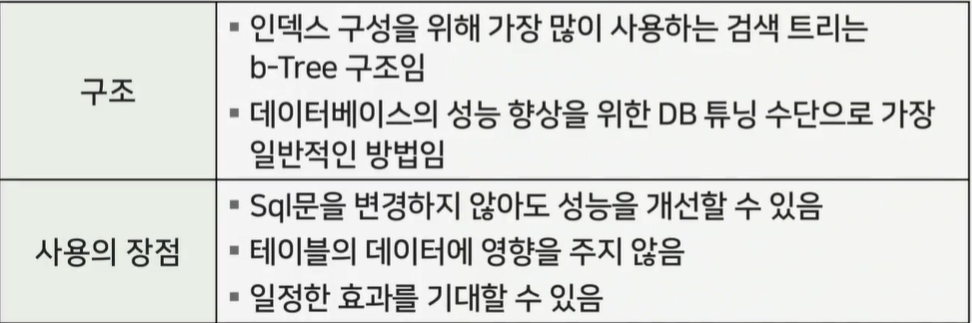 구조
▪ 인덱스 구성을 위해 가장 많이 사용하는 검색 트리는
b-Tree 구조임
▪ 데이터베이스의 성능 향상을 위한 DB 튜닝 수단으로 가장
일반적인 방법임
사용의 장점
▪ Sql문을 변경하지 않아도 성능을 개선할 수 있음
▪ 테이블의 데이터에 영향을 주지 않음
▪ 일정한 효과를 기대할 수 있음